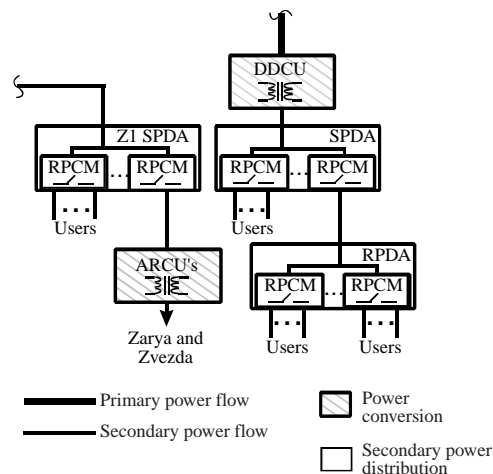 DDCU
Z1 SPDA
SPDA
RPCM ... RPCM
RPCM ... RPCM
...
Users
...
Users
ARCU's
RPDA
RPCM ... RPCM
...
...
Users
Users
Zarya and
Zvezda
Primary power flow
Secondary power flow
Power
conversion
Secondary power
distribution